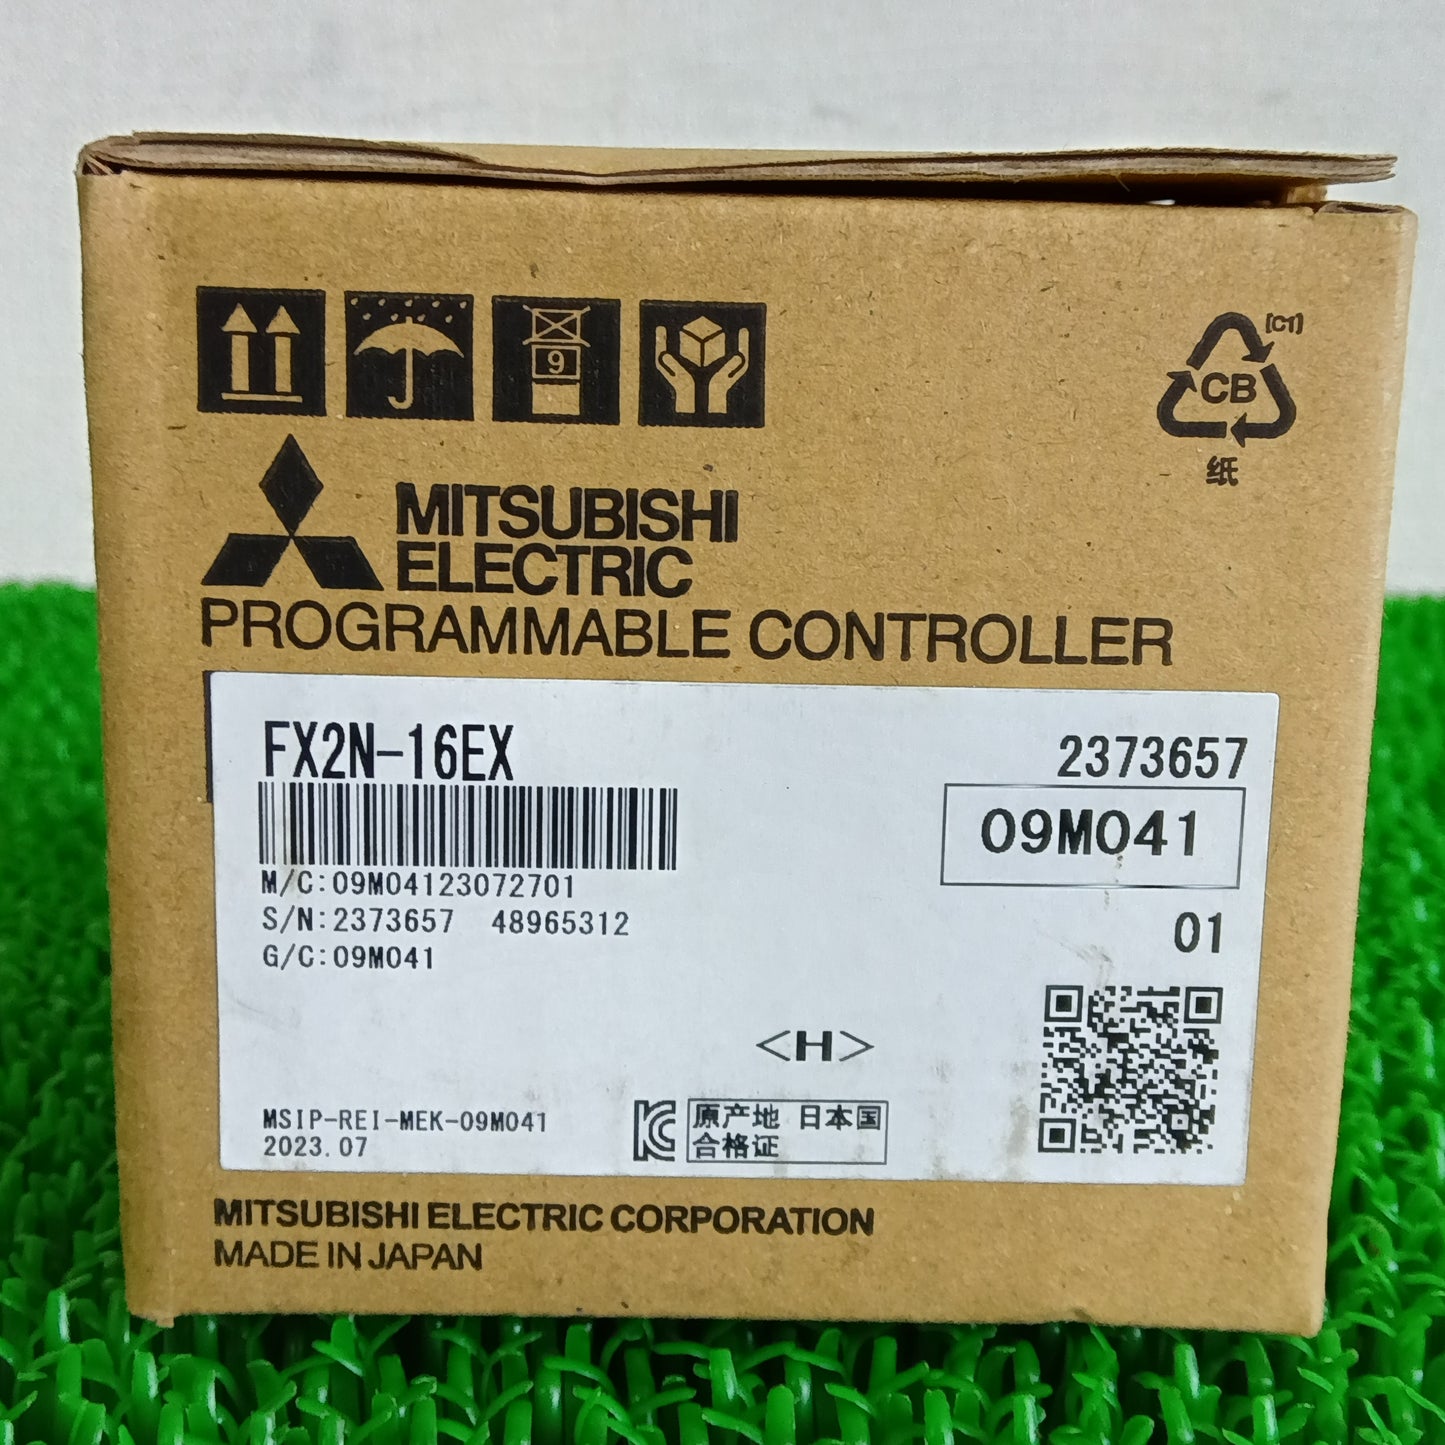 9
[C1]
CB
纸
MITSUBISHI
ELECTRIC
PROGRAMMABLE CONTROLLER
FX2N-16EX
2373657
09M041
M/C:09M04123072701
S/N:2373657 48965312
G/C:09M041
01
<H>
MSIP-REI-MEK-09M041
2023.07
原产地 日本国
合格证
MITSUBISHI ELECTRIC CORPORATION
MADE IN JAPAN